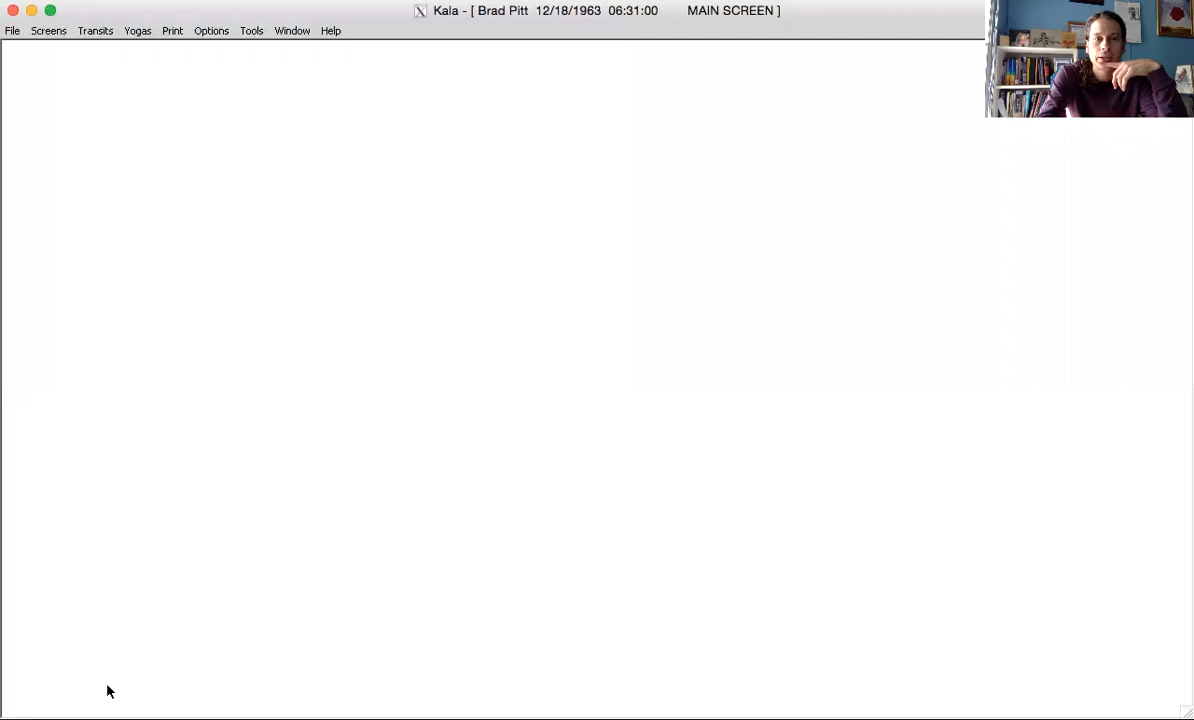 Kala - [ Brad Pitt 12/18/1963 06:31:00 MAIN SCREEN ]
File Screens Transits Yogas Print Options Tools Window Help